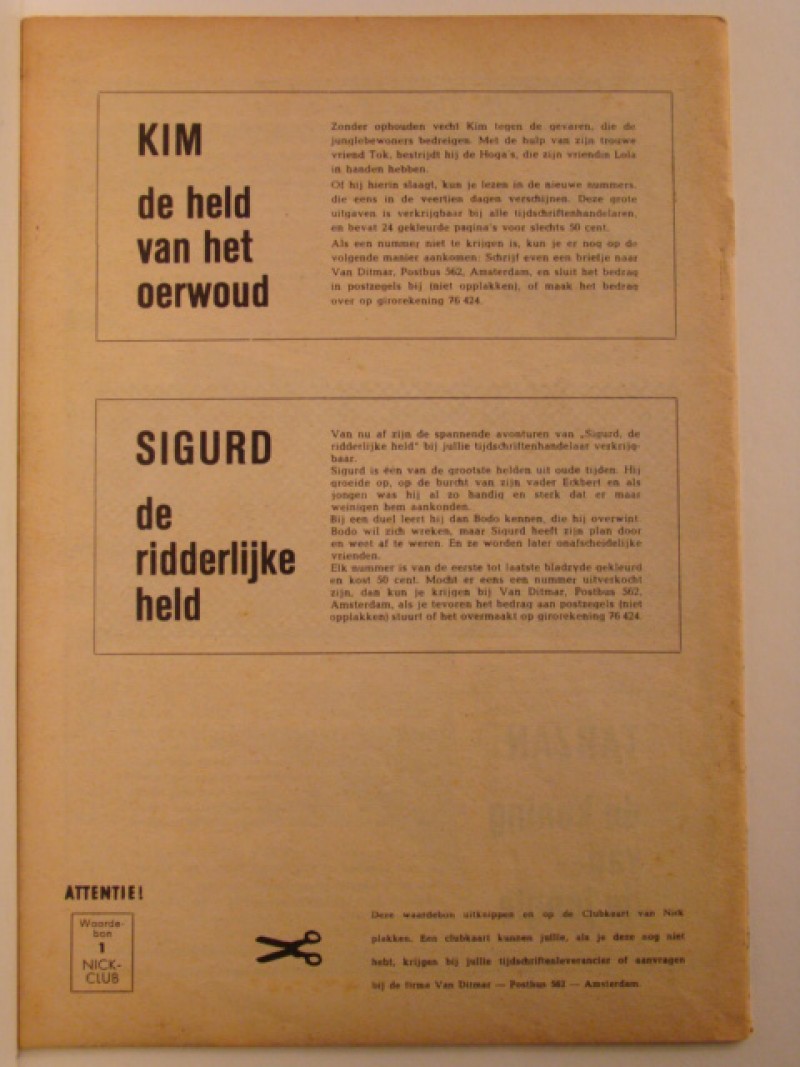 KIM
de held
van het
oerwoud
Zonder ophouden vecht Kim tegen de gevaren, die de
junglebewoners bedreigen. Met de hulp van zijn trouwe
vriend Tok, bestrijdt hij de Hoga's, die zijn vriendin Lola
in handen hebben.
Of hij hierin slaagt, kun je lezen in de nieuwe nummers.
die eens in de veertien dagen verschijnen. Deze grote
uitgaven is verkrijgbaar bij alle tijdschriftenhandelaren,
en bevat 24 gekleurde pagina's voor slechts 50 cent.
Als een nummer niet te krijgen is, kun je er nog op de
volgende manier aankomen: Schrijf even een briefje naar
Van Ditmar, Postbus 562, Amsterdam, en sluit het bedrag
in postzegels bij (niet opplakken), of maak het bedrag
over op girorekening 76 424.
SIGURD
de
ridderlijke
held
Van nu af zijn de spannende avonturen van „Sigurd, de
ridderlijke held" bij jullie tijdschriftenhandelaar verkrijg-
baar.
Sigurd is één van de grootste helden uit oude tijden. Hij
groeide op, op de burcht van zijn vader Eckbert en als
jongen was hij al zo handig en sterk dat er maar
weinigen hem aankonden.
Bij een duel leert hij dan Bodo kennen, die hij overwint.
Bodo wil zich wreken, maar Sigurd heeft zijn plan door
en weet af te weren. En ze worden later onafscheidelijke
vrienden.
Elk nummer is van de eerste tot laatste bladzyde gekleurd
en kost 50 cent. Mocht er eens een nummer uitverkocht
zijn, dan kun je krijgen bij Van Ditmar, Postbus 562,
Amsterdam, als je tevoren het bedrag aan postzegels (niet
opplakken) stuurt of het overmaakt op girorekening 76 424.
TARZAN
de koning
van
ATTENTIE!
Waarde-
bon
1
NICK-
CLUB
Deze waardebon uitknippen en op de Clubkaart van Nick
plakken. Een clubkaart kunnen jullie, als je deze nog niet
hebt, krijgen bij jullie tijdschriftenleverancier of aanvragen
bij de firma Van Ditmar — Postbus 562 — Amsterdam.